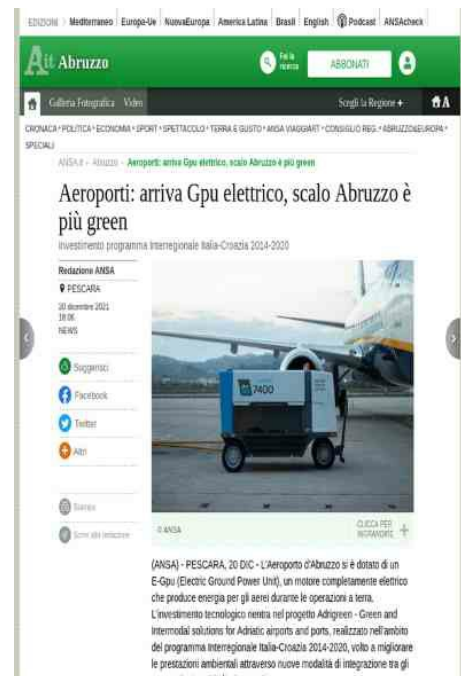 EDIZIONI Mediterraneo Europa-Ue NuovaEuropa America Latina Brasil English Podcast ANSAcheck
Ait Abruzzo
Fai la
ricerca
ABBONATI
Galleria Fotografica Video
Scegli la Regione +
CRONACA • POLITICA • ECONOMIA • SPORT • SPETTACOLO • TERRA E GUSTO • ANSA VIAGGIART • CONSIGLIO REG. • ABRUZZO&EUROPA •
SPECIALI
ANSA.it › Abruzzo › Aeroporti: arriva Gpu elettrico, scalo Abruzzo è più green
Aeroporti: arriva Gpu elettrico, scalo Abruzzo è
più green
Investimento programma Interregionale Italia-Croazia 2014-2020
Redazione ANSA
PESCARA
20 dicembre 2021
18:06
NEWS
Suggerisci
Facebook
Twitter
Altri
Stampa
Scrivi alla redazione
7400
© ANSA
CLICCA PER
INGRANDIRE +
(ANSA) - PESCARA, 20 DIC - L'Aeroporto d'Abruzzo si è dotato di un
E-Gpu (Electric Ground Power Unit), un motore completamente elettrico
che produce energia per gli aerei durante le operazioni a terra.
L'investimento tecnologico rientra nel progetto Adrigreen - Green and
Intermodal solutions for Adriatic airports and ports, realizzato nell'ambito
del programma Interregionale Italia-Croazia 2014-2020, volto a migliorare
le prestazioni ambientali attraverso nuove modalità di integrazione tra gli